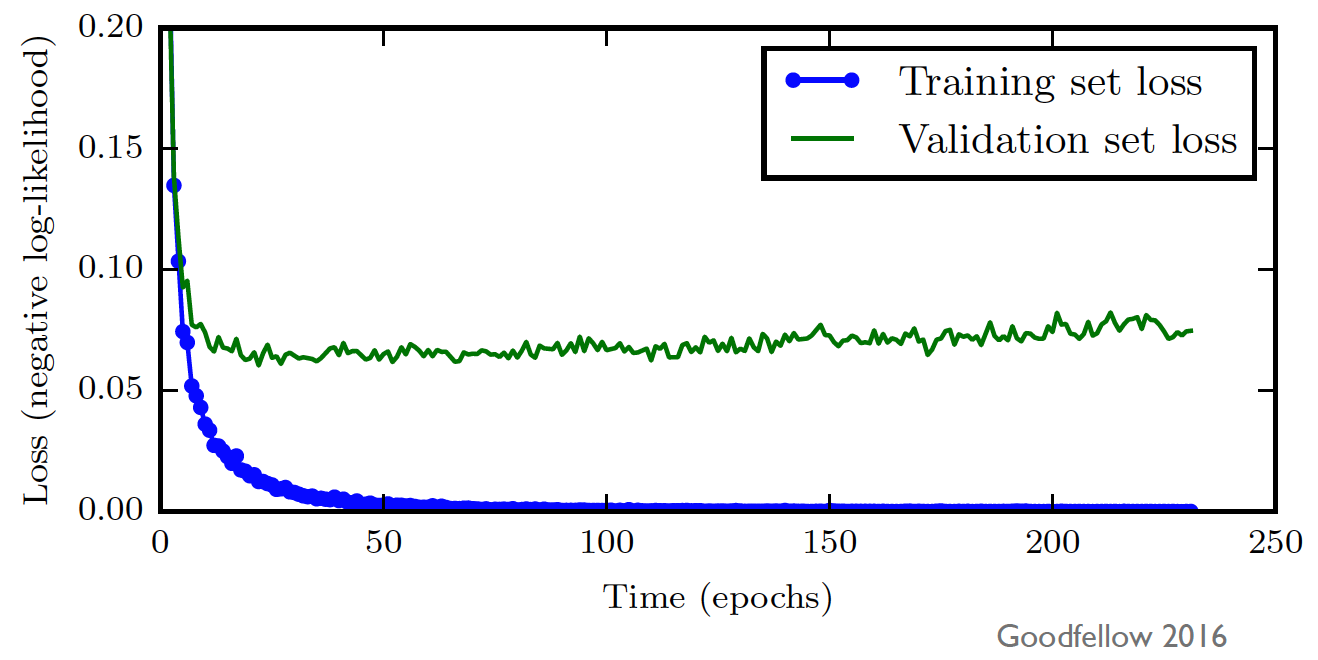 0.20
0.15
0.10
0.05
0.00
Loss (negative log-likelihood)
Training set loss
Validation set loss
0 50 100 150 200 250
Time (epochs)
Goodfellow 2016